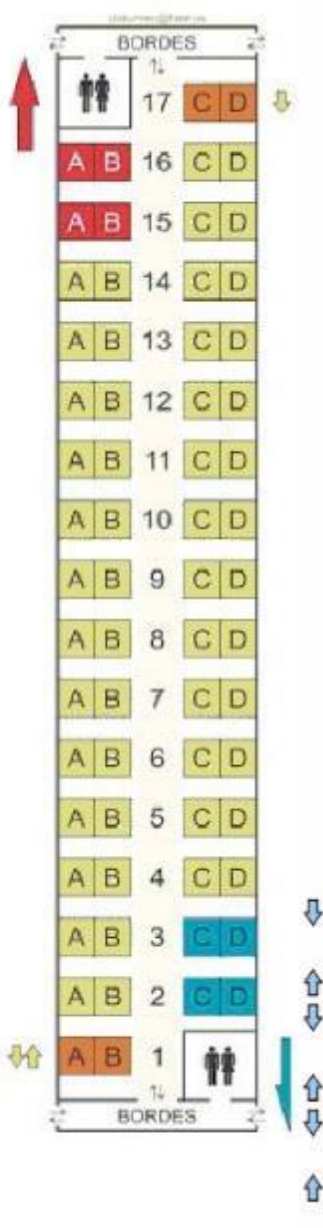 BORDES
17 C D
A B 16 C D
A B 15 C D
A B 14 C D
A B 13 C D
A B 12 C D
A B 11 C D
A B 10 C D
A B 9 C D
A B 8 C D
A B 7 C D
A B 6 C D
A B 5 C D
A B 4 C D
A B 3 C D
A B 2 C D
A B 1
BORDES